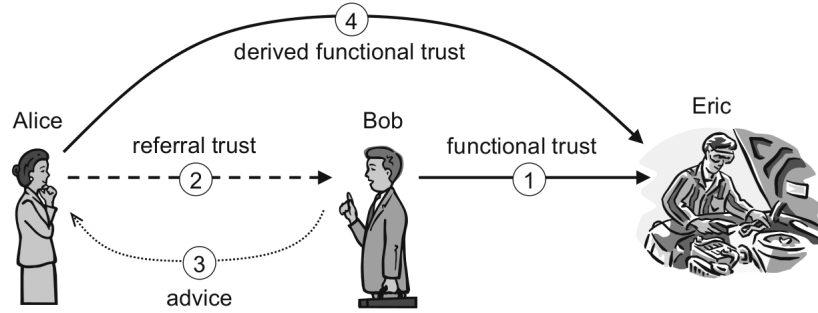 4
derived functional trust
Eric
Alice
Bob
referral trust
functional trust
2
1
3
advice